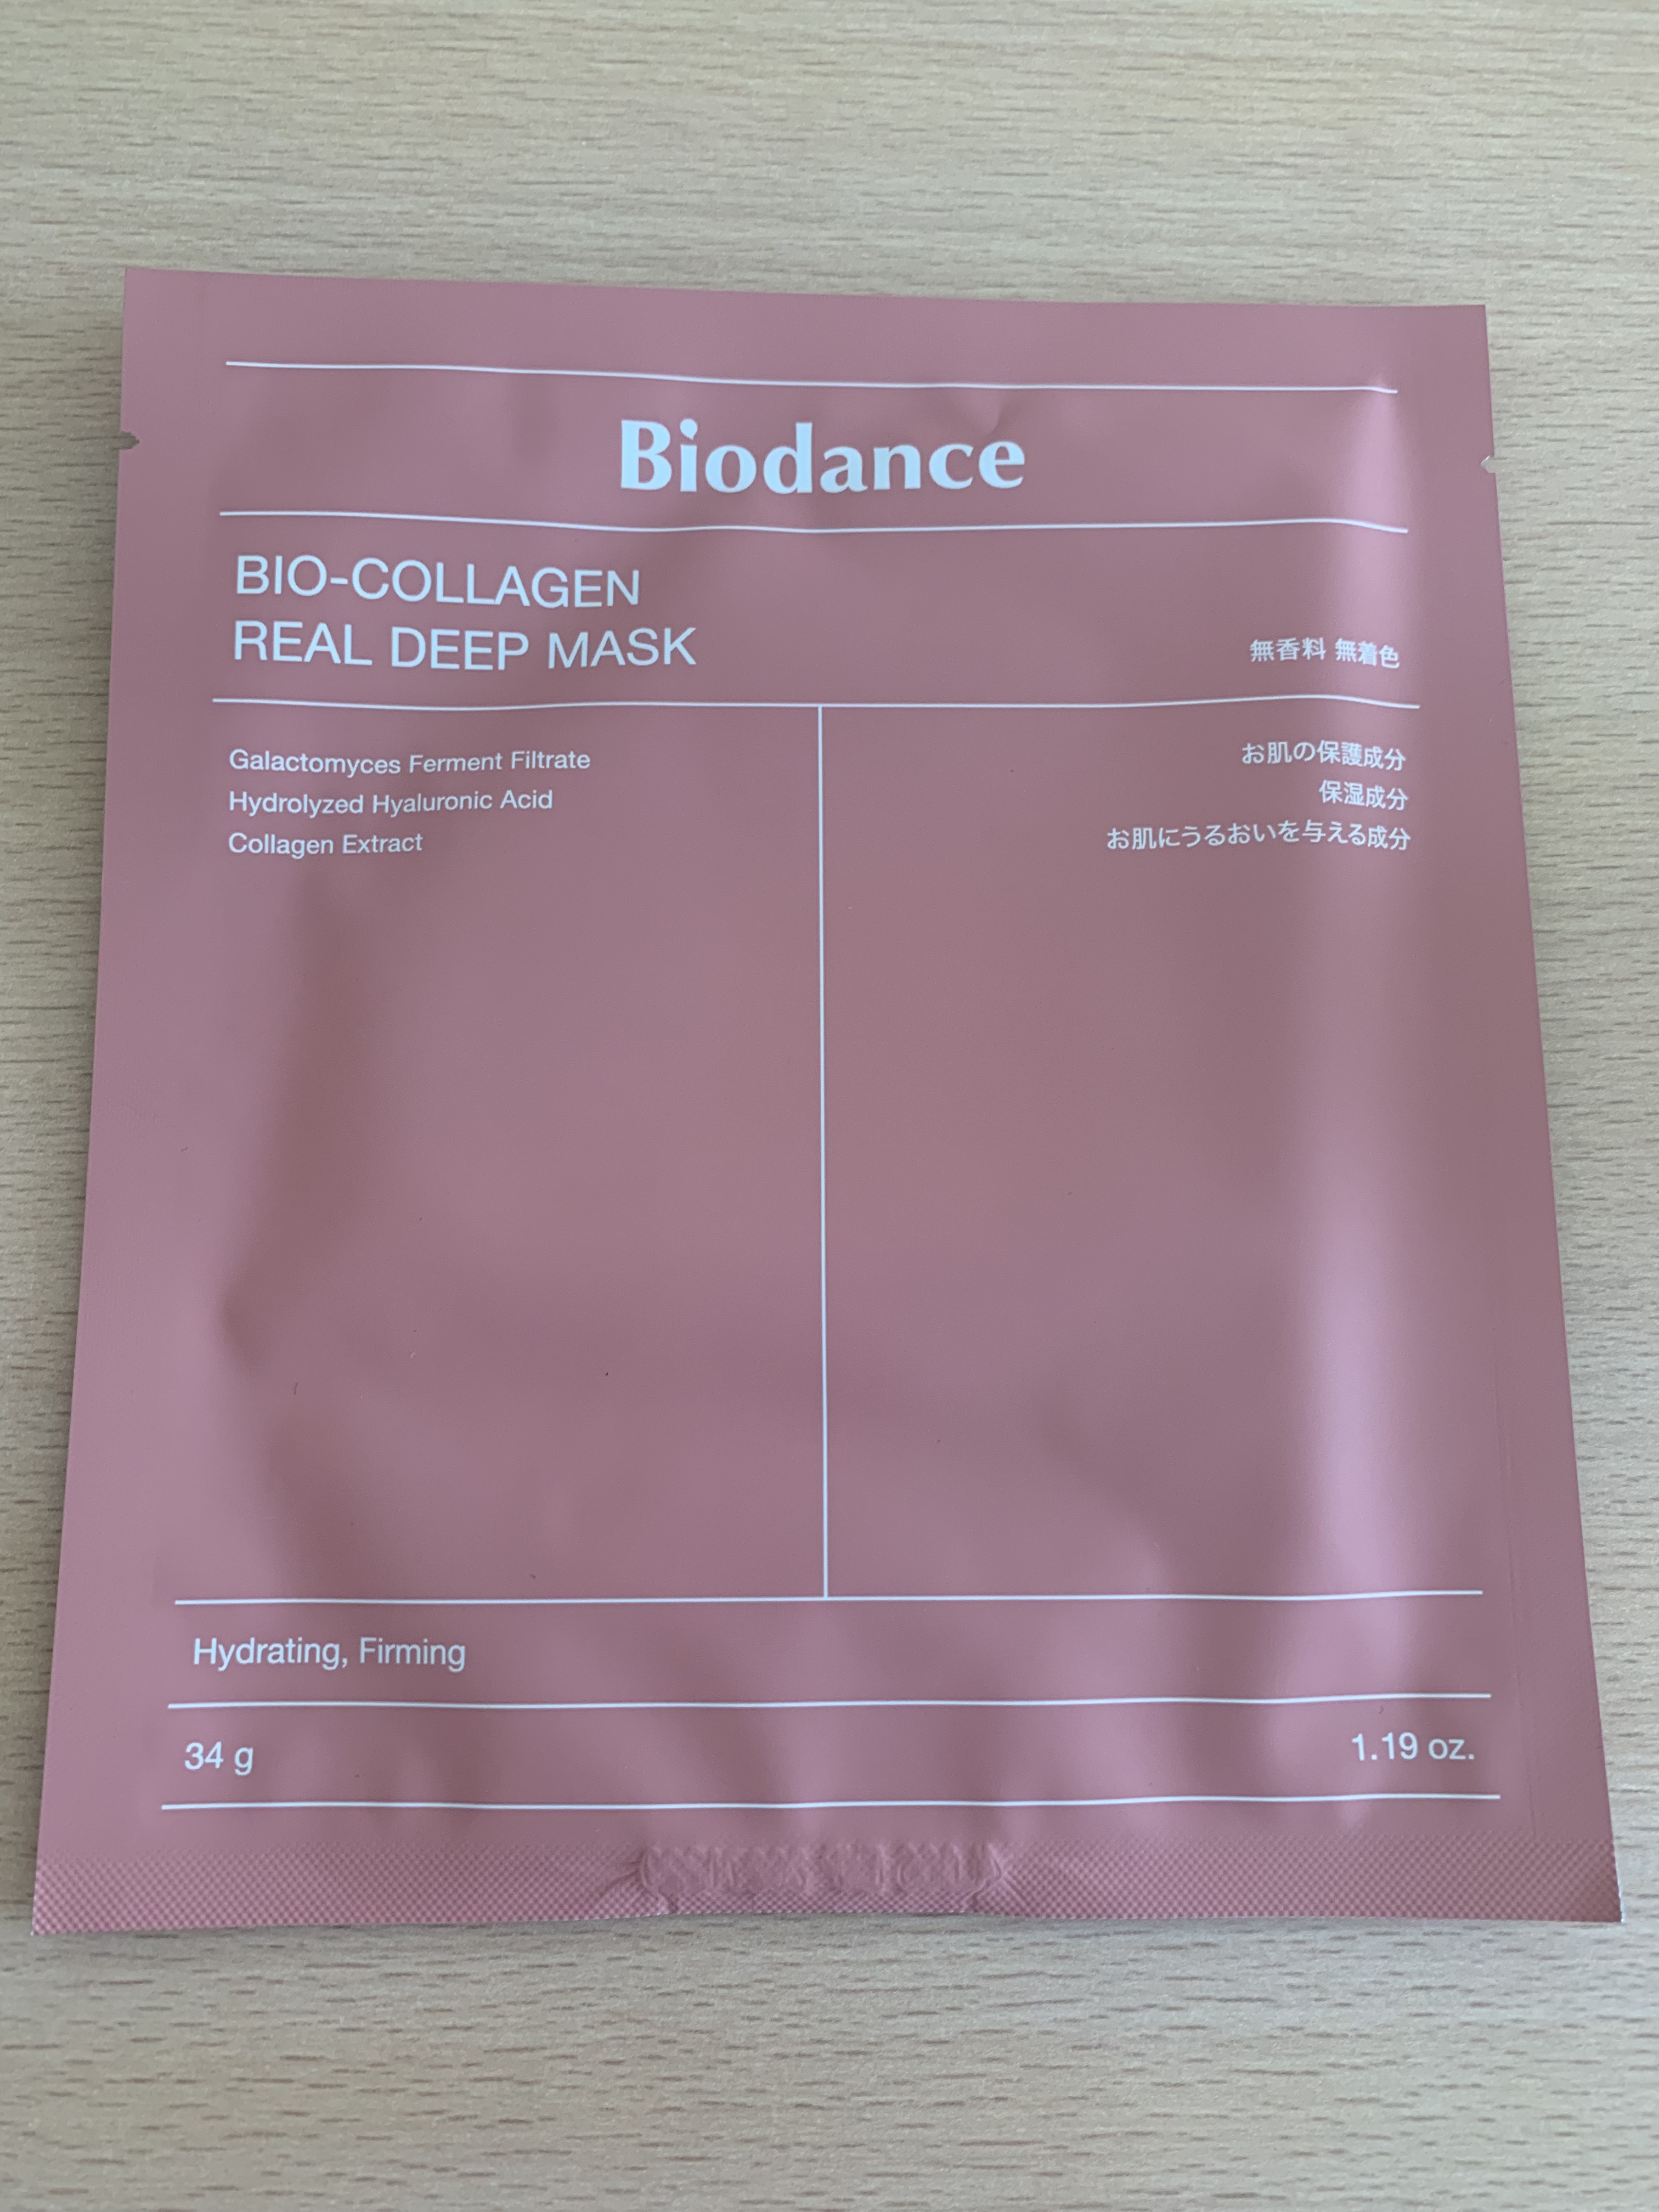 Biodance
BIO-COLLAGEN
REAL DEEP MASK
無香料 無着色
Galactomyces Ferment Filtrate
Hydrolyzed Hyaluronic Acid
Collagen Extract
お肌の保護成分
保湿成分
お肌にうるおいを与える成分
Hydrating, Firming
34 g
1.19 oz.